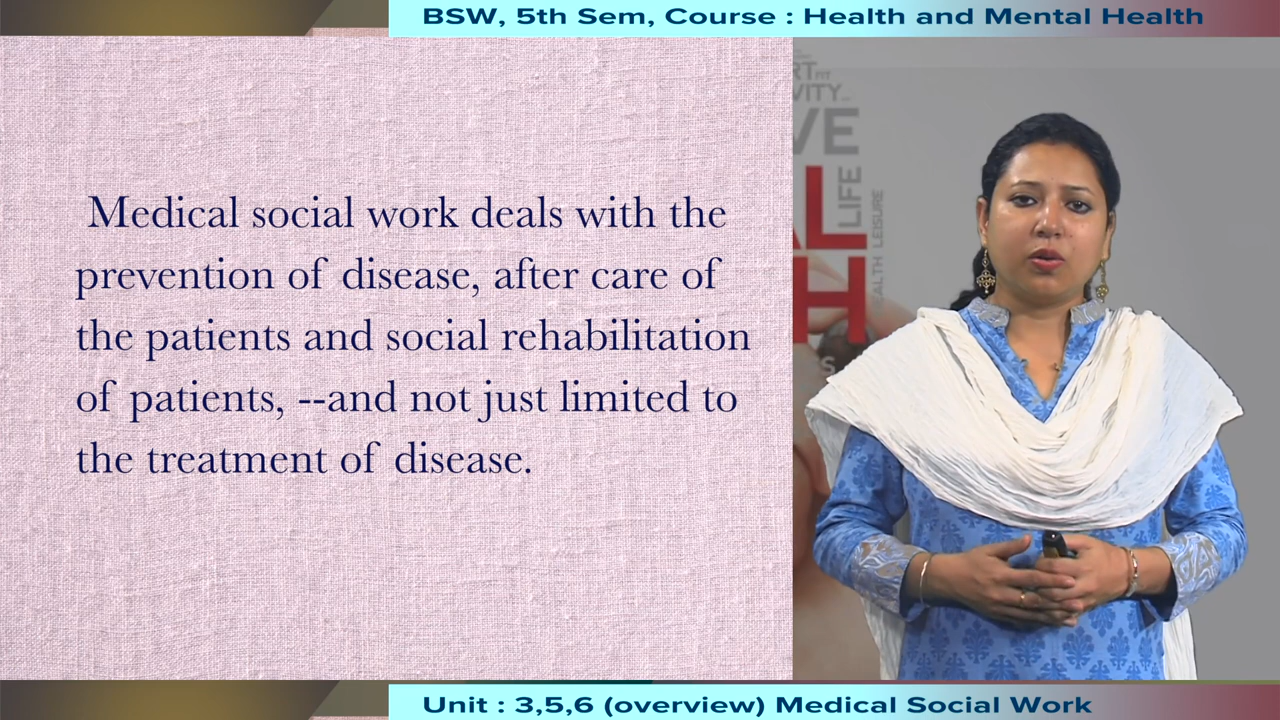 BSW, 5th Sem, Course : Health and Mental Health
Medical social work deals with the
prevention of disease, after care of
the patients and social rehabilitation
of patients, --and not just limited to
the treatment of disease.
LIFE
LEISURE
Unit : 3,5,6 (overview) Medical Social Work